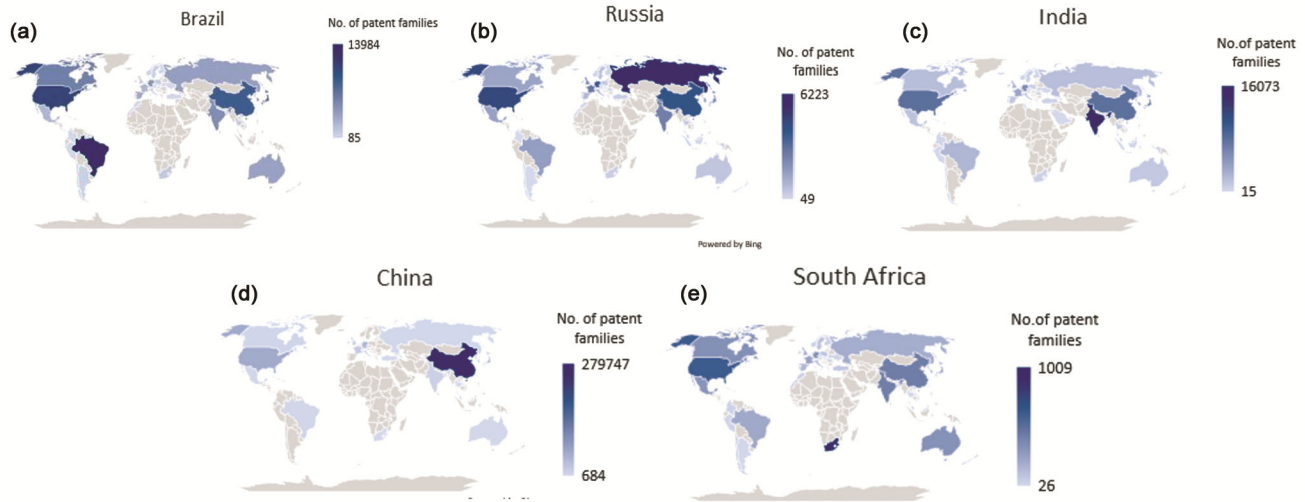 Brazil
(a)
No. of patent families
13984
85
Russia
(b)
No. of patent
families
6223
49
Powered by Bing
India
(c)
No.of patent
families
16073
15
China
(d)
No. of patent
families
279747
684
South Africa
(e)
No.of patent
families
1009
26